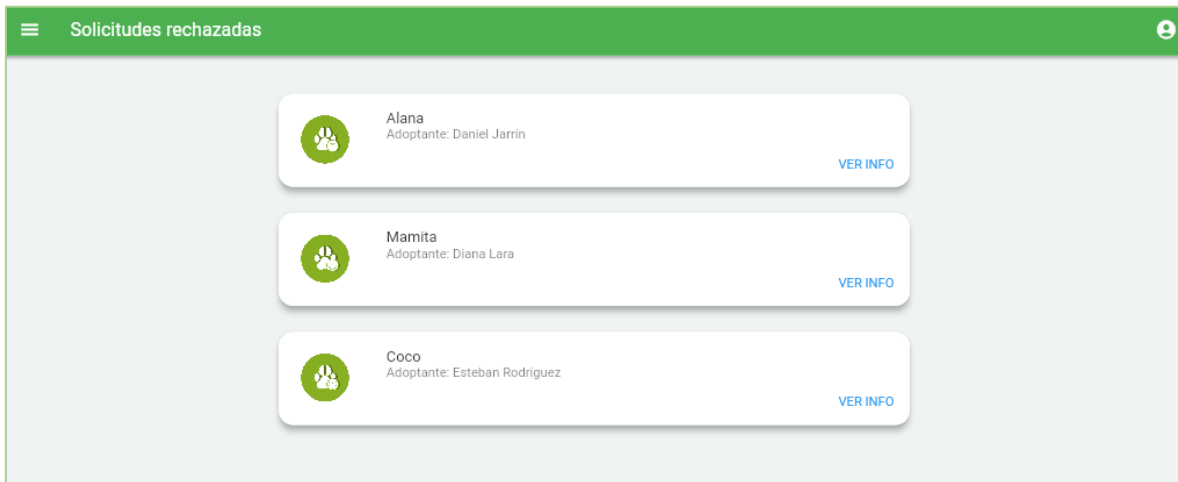 Solicitudes rechazadas
Alana
Adoptante: Daniel Jarrín
VER INFO
Mamita
Adoptante: Diana Lara
VER INFO
Coco
Adoptante: Esteban Rodriguez
VER INFO